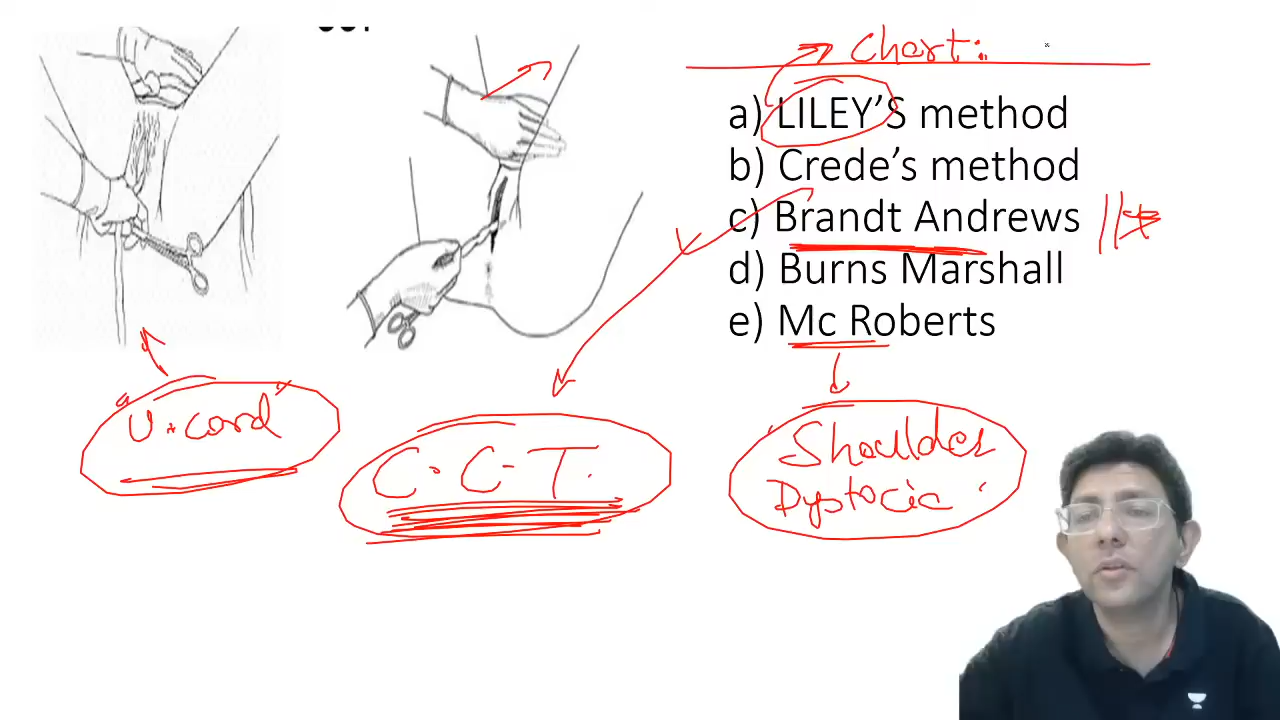 Chart:
a) LILEY’S method
b) Crede’s method
c) Brandt Andrews
d) Burns Marshall
e) Mc Roberts
"U.cord"
C-C-T.
Shoulder
Dystocia